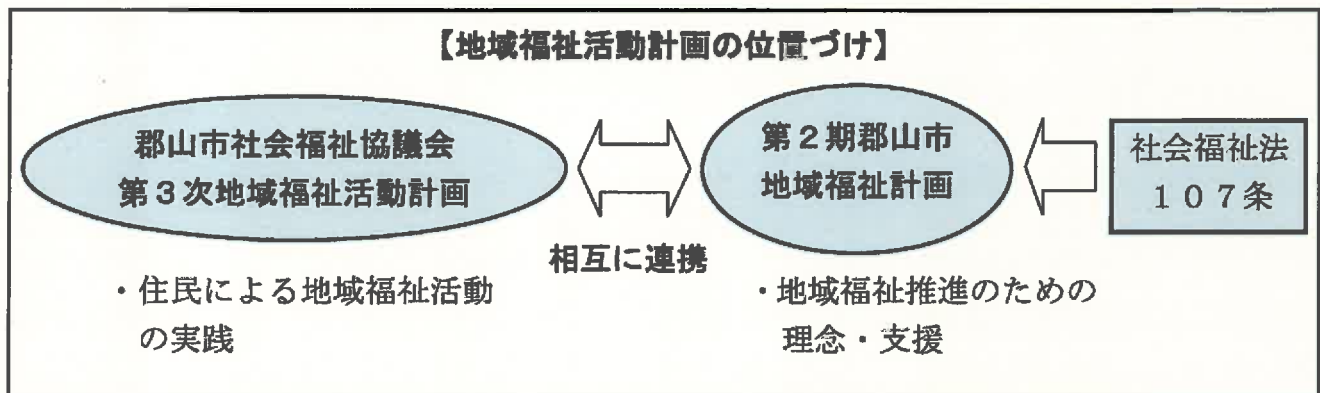 【地域福祉活動計画の位置づけ】
郡山市社会福祉協議会
第３次地域福祉活動計画
第２期郡山市
地域福祉計画
社会福祉法
１０７条
相互に連携
・住民による地域福祉活動
の実践
・地域福祉推進のための
理念・支援